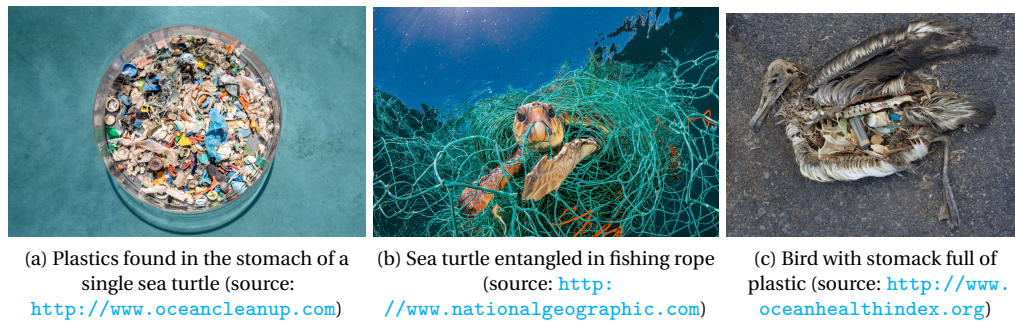 (a) Plastics found in the stomach of a
single sea turtle (source:
http://www.oceancleanup.com)
(b) Sea turtle entangled in fishing rope
(source: http:
//www.nationalgeographic.com)
(c) Bird with stomack full of
plastic (source: http://www.
oceanhealthindex.org)